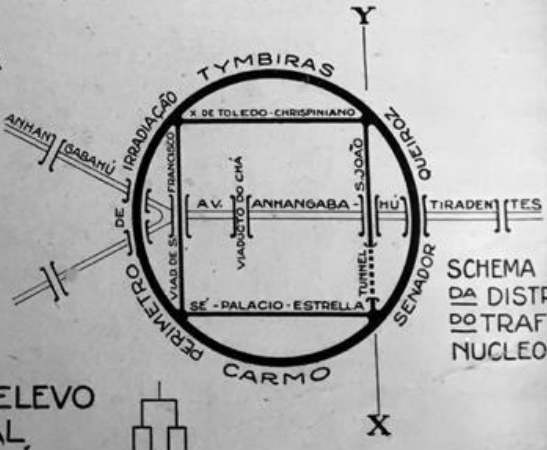 Y
TYMBIRAS
IRRADIAÇÃO
QUEIROZ
X DE TOLEDO-CHRISPINIANO
ANHAN
GABAHÚ
VIAD. DE S. FRANCISCO
VIADUCTO DO CHÁ
S. JOÃO
DE
AV.
ANHANGABA-
HÚ
TIRADEN
TES
TUNNEL
SÉ-PALACIO-ESTRELLA
PERIMETRO
SENADOR
CARMO
SCHEMA
DA DISTR
DO TRAF
NUCLEO
ELEVO
AL
X